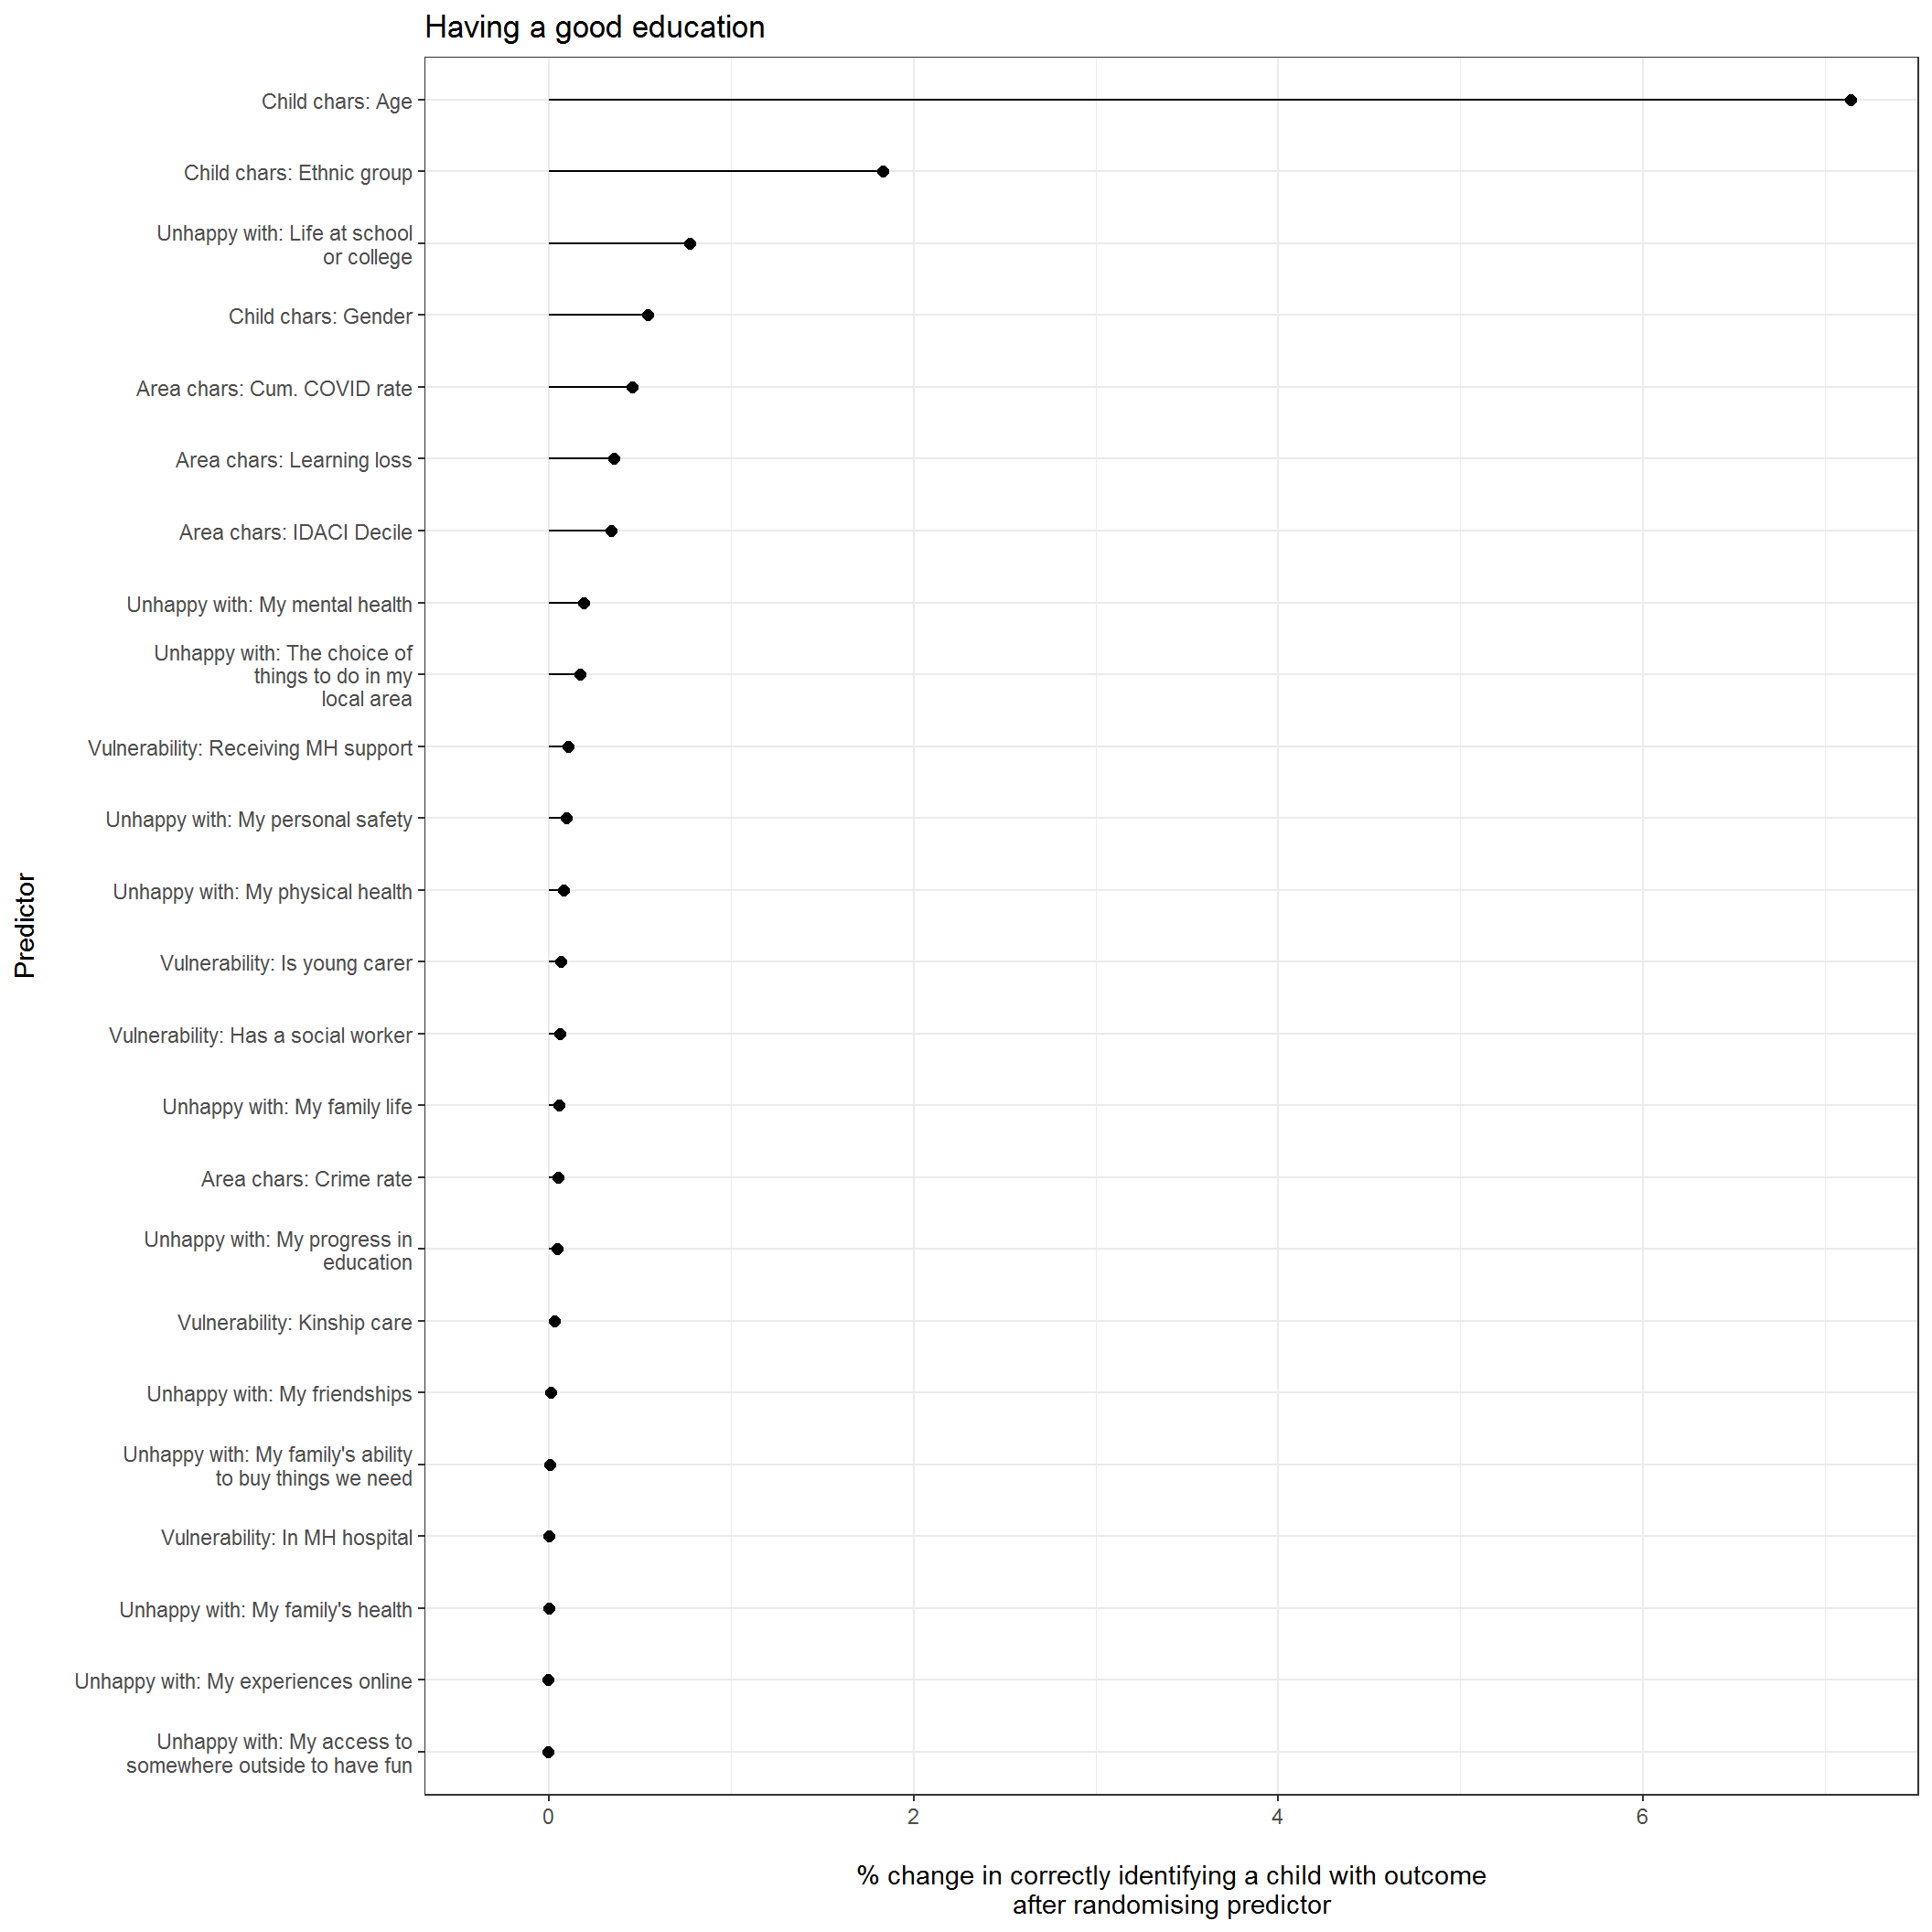 Having a good education
Child chars: Age
Child chars: Ethnic group
Unhappy with: Life at school
or college
Child chars: Gender
Area chars: Cum. COVID rate
Area chars: Learning loss
Area chars: IDACI Decile
Unhappy with: My mental health
Unhappy with: The choice of
things to do in my
local area
Vulnerability: Receiving MH support
Unhappy with: My personal safety
Unhappy with: My physical health
Vulnerability: Is young carer
Vulnerability: Has a social worker
Unhappy with: My family life
Area chars: Crime rate
Unhappy with: My progress in
education
Vulnerability: Kinship care
Unhappy with: My friendships
Unhappy with: My family's ability
to buy things we need
Vulnerability: In MH hospital
Unhappy with: My family's health
Unhappy with: My experiences online
Unhappy with: My access to
somewhere outside to have fun
Predictor
0 2 4 6
% change in correctly identifying a child with outcome
after randomising predictor